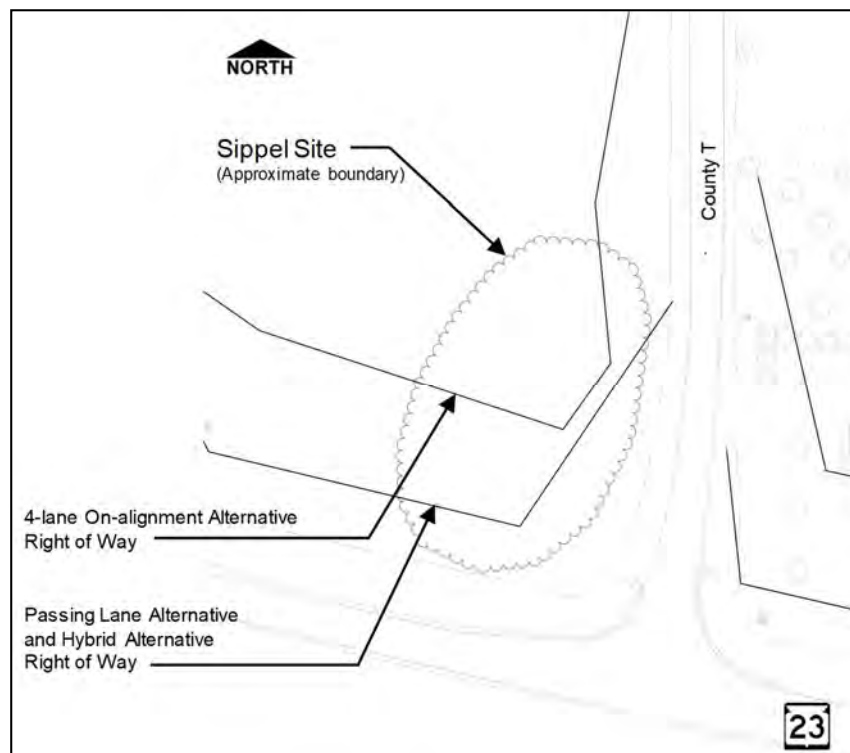 NORTH
Sippel Site
(Approximate boundary)
County T
4-lane On-alignment Alternative
Right of Way
Passing Lane Alternative
and Hybrid Alternative
Right of Way
23